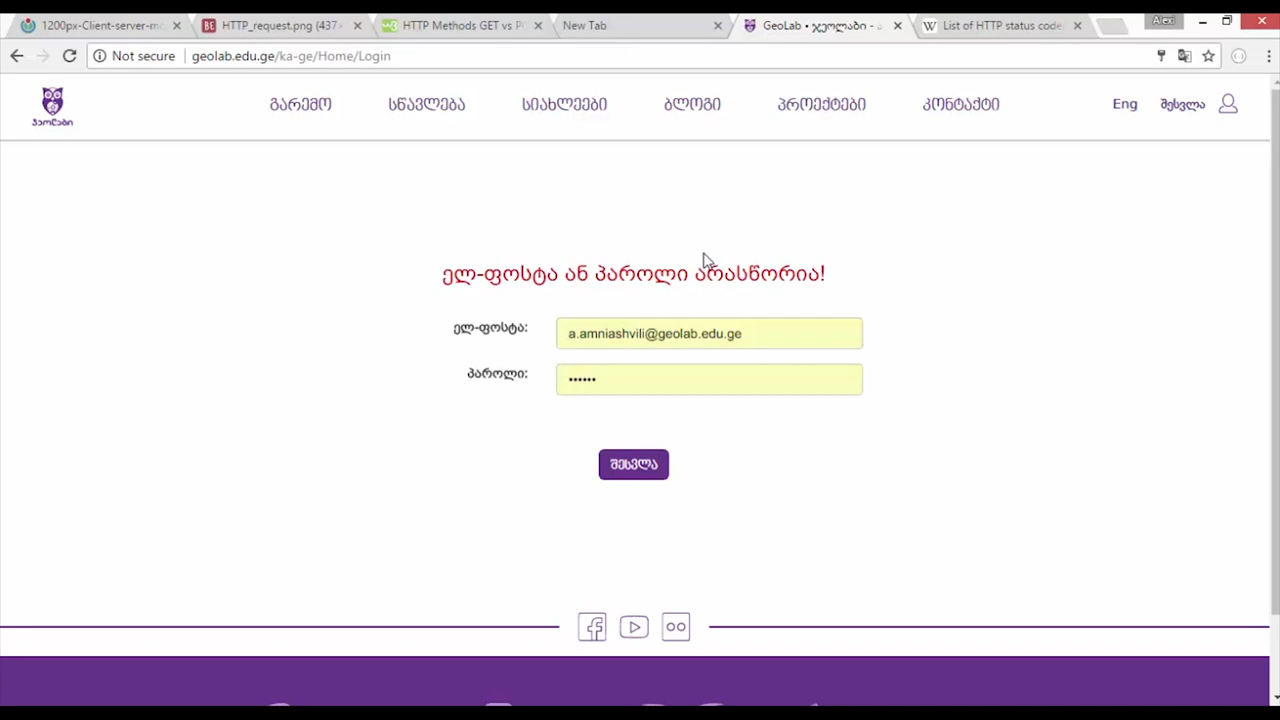 1200px-Client-server-mo
HTTP_request.png (437×
HTTP Methods GET vs P
New Tab
GeoLab • ჯეოლაბი - ა
List of HTTP status code
Alexi
Not secure
geolab.edu.ge/ka-ge/Home/Login
ჯეოლაბი
გარემო
სწავლება
სიახლეები
ბლოგი
პროექტები
კონტაქტი
Eng
შესვლა
ელ-ფოსტა ან პაროლი არასწორია!
ელ-ფოსტა:
a.amniashvili@geolab.edu.ge
პაროლი:
••••••
შესვლა